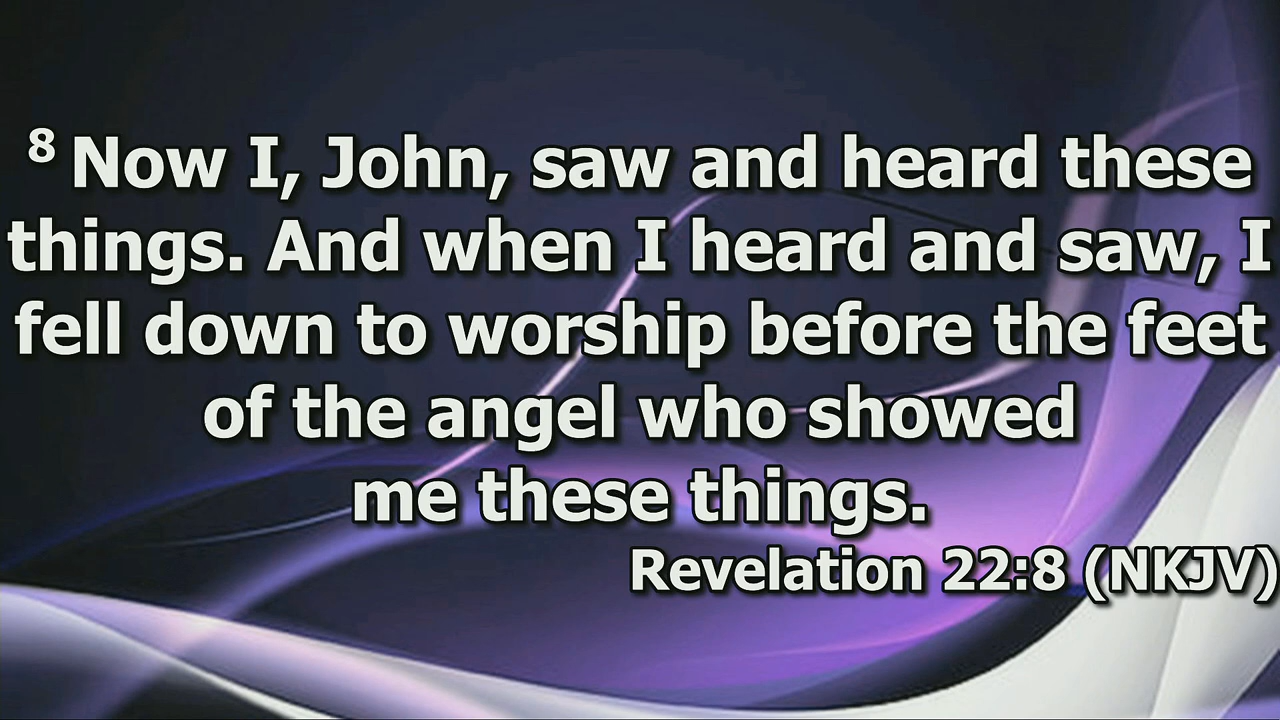 8 Now I, John, saw and heard these
things. And when I heard and saw, I
fell down to worship before the feet
of the angel who showed
me these things.
Revelation 22:8 (NKJV)